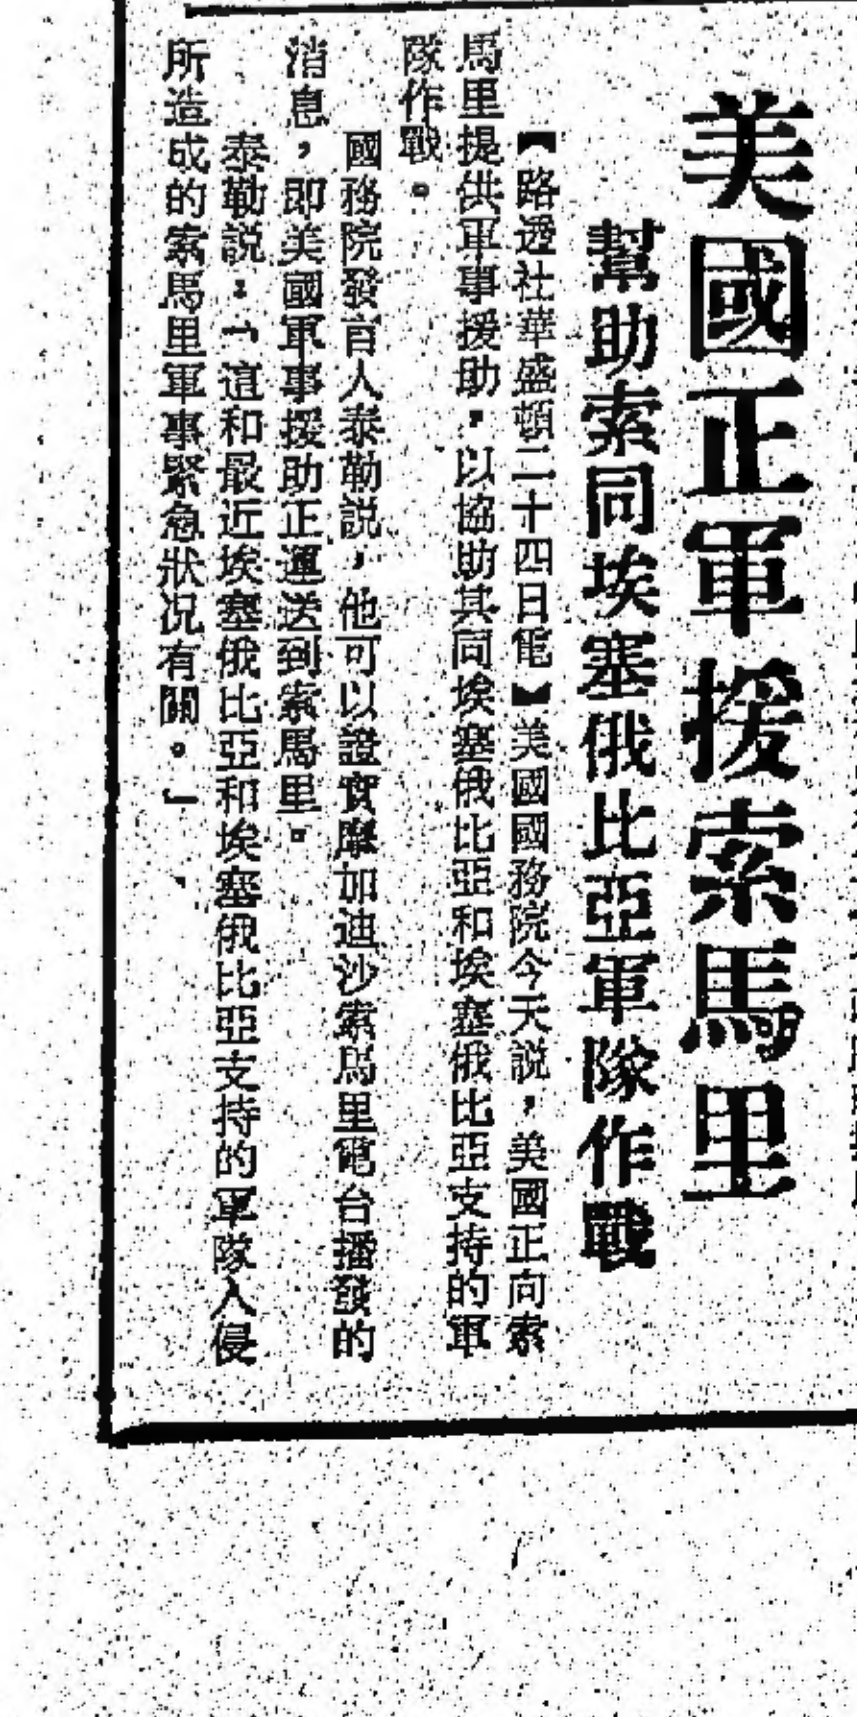 美國正軍援索馬里
幫助索同埃塞俄比亞軍隊作戰
【路透社華盛頓二十四日電】美國國務院今天説，美國正向索
馬里提供軍事援助，以協助其同埃塞俄比亞和埃塞俄比亞支持的軍
隊作戰。
國務院發言人泰勒説，他可以證實摩加迪沙索馬里電台播發的
消息，即美國軍事援助正運送到索馬里。
泰勒説：「這和最近埃塞俄比亞和埃塞俄比亞支持的軍隊入侵
所造成的索馬里軍事緊急狀况有關。」